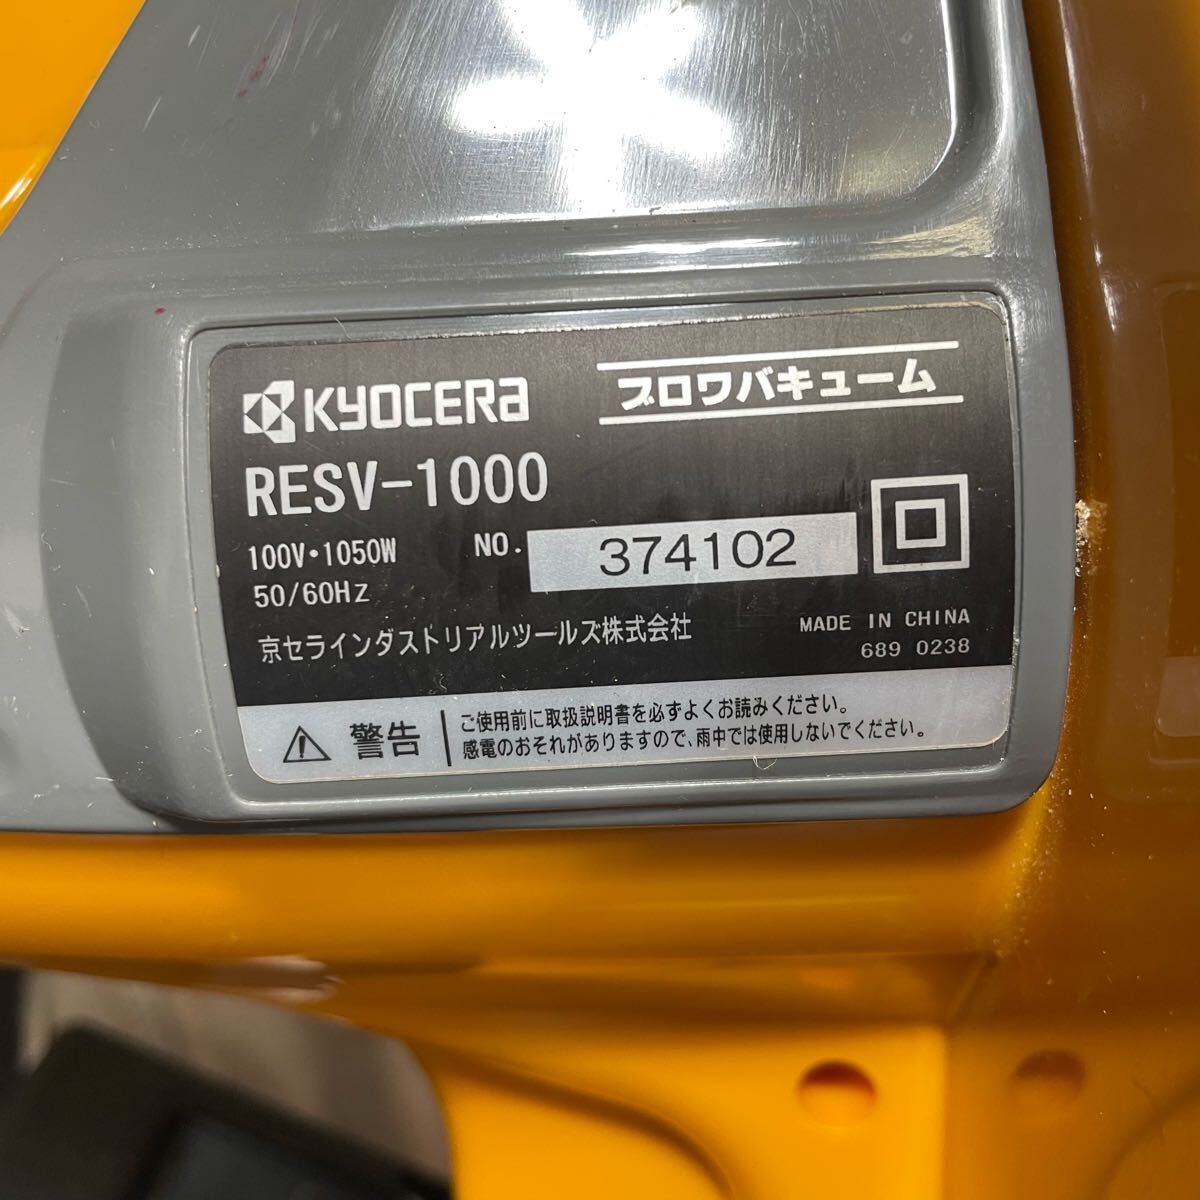 KYOCERA
ブロワバキューム
RESV-1000
100V・1050W
50/60Hz
NO. 374102
京セラインダストリアルツールズ株式会社
MADE IN CHINA
689 0238
警告
ご使用前に取扱説明書を必ずよくお読みください。
感電のおそれがありますので、雨中では使用しないでください。